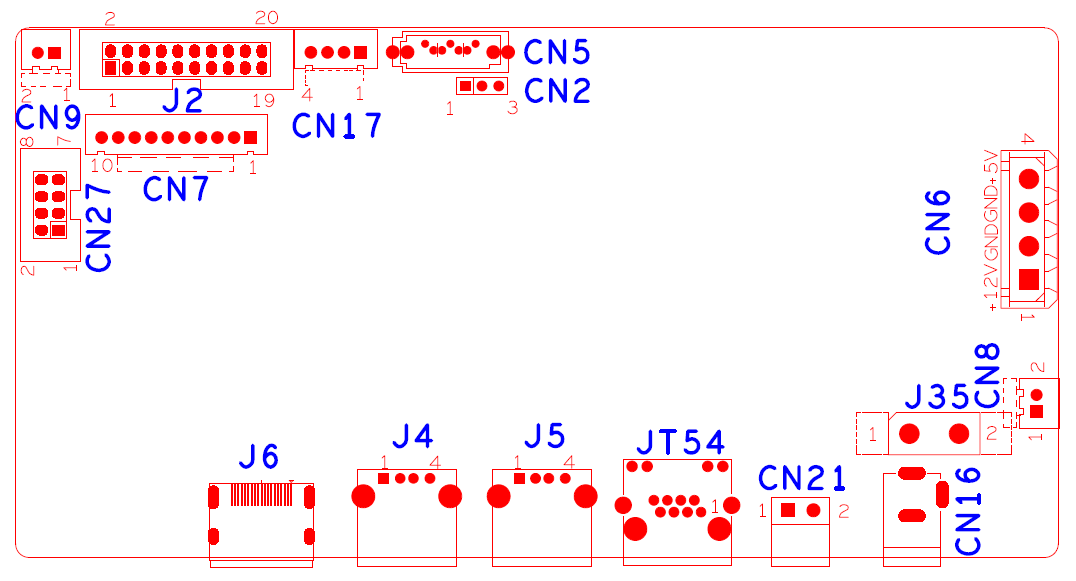 2 20
CN5
CN2
1 3
2 1
1 19
J2
4 1
CN9
CN17
8 7
10 1
CN7
CN27
2 1
4
+12V GND GND +5V
CN6
1
CN8
2
1
J35
1 2
J4
1 4
J5
1 4
JT54
1
J6
CN21
1 2
CN16